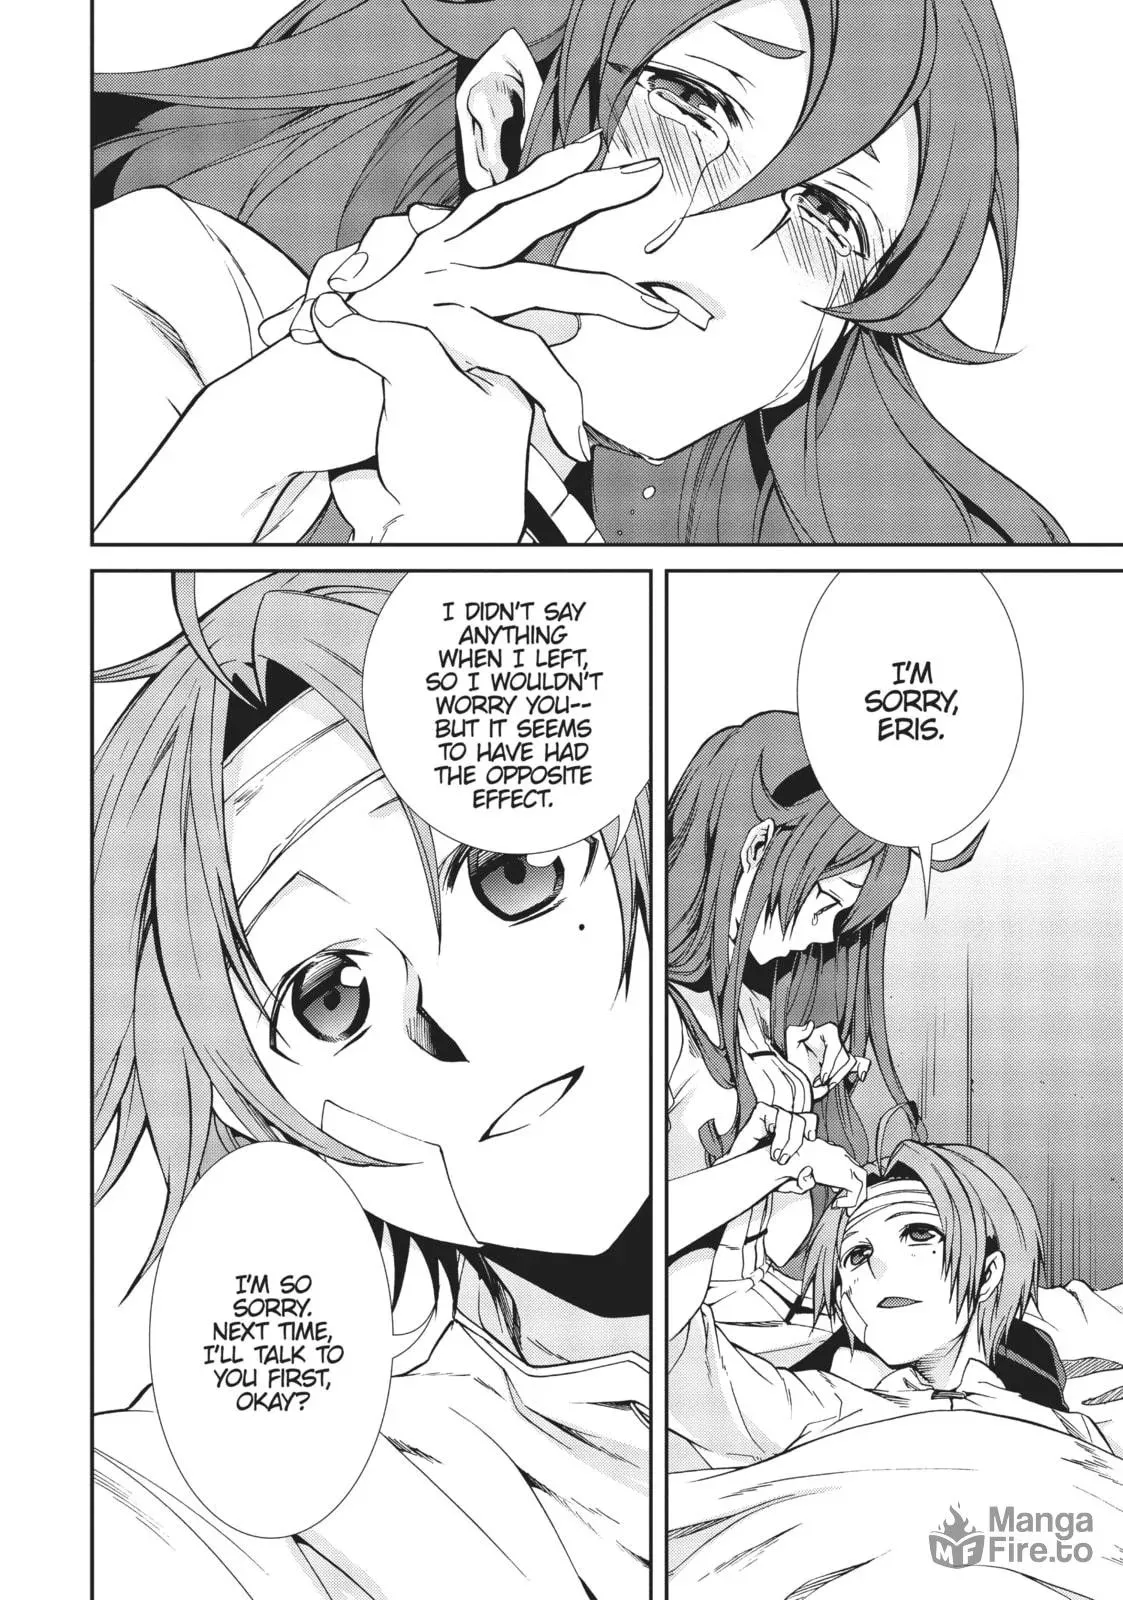 I'M
SORRY,
ERIS.
I DIDN'T SAY
ANYTHING
WHEN I LEFT,
SO I WOULDN'T
WORRY YOU--
BUT IT SEEMS
TO HAVE HAD
THE OPPOSITE
EFFECT.
I'M SO
SORRY.
NEXT TIME,
I'LL TALK TO
YOU FIRST,
OKAY?
Manga
MF Fire.to